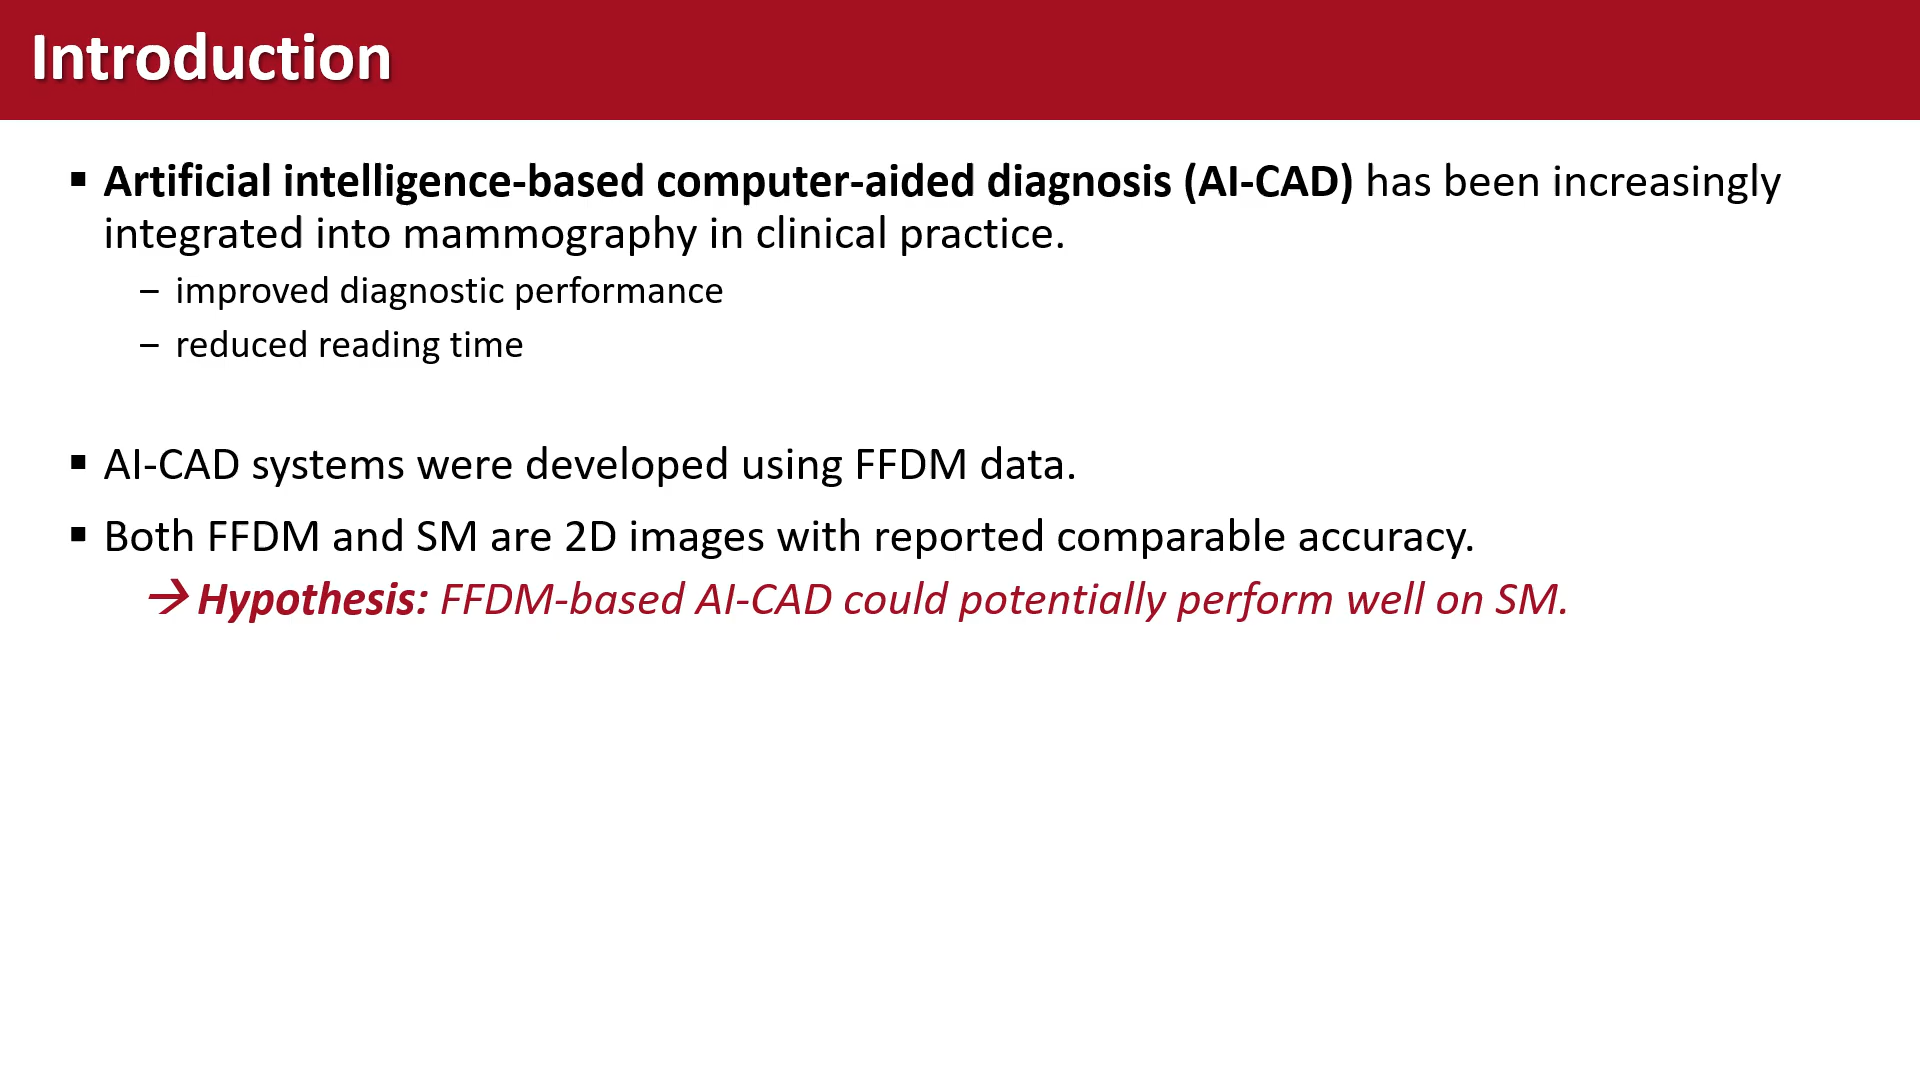 Introduction
▪ Artificial intelligence-based computer-aided diagnosis (AI-CAD) has been increasingly
integrated into mammography in clinical practice.
– improved diagnostic performance
– reduced reading time
▪ AI-CAD systems were developed using FFDM data.
▪ Both FFDM and SM are 2D images with reported comparable accuracy.
→ Hypothesis: FFDM-based AI-CAD could potentially perform well on SM.